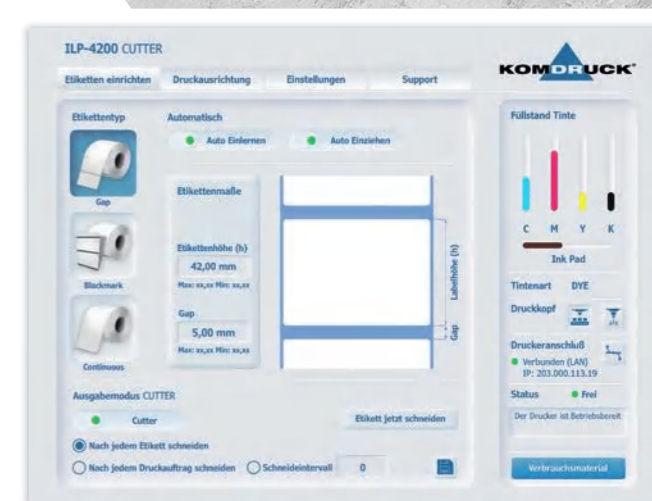 ILP-4200 CUTTER
KOMDRUCK®
Etiketten einrichten
Druckausrichtung
Einstellungen
Support
Etikettentyp
Gap
Blackmark
Continuous
Automatisch
Auto Einlernen
Auto Einziehen
Etikettenmaße
Etikettenhöhe (h)
42,00 mm
Max: xx,xx Min: xx,xx
Gap
5,00 mm
Max: xx,xx Min: xx,xx
Labelhöhe (h)
Gap
Ausgabemodus CUTTER
Cutter
Etikett jetzt schneiden
Nach jedem Etikett schneiden
Nach jedem Druckauftrag schneiden
Schneideintervall
0
Füllstand Tinte
C M Y K
Ink Pad
Tintenart DYE
Druckkopf
Druckeranschluß
Verbunden (LAN)
IP: 203.000.113.19
Status Frei
Der Drucker ist Betriebsbereit
Verbrauchsmaterial